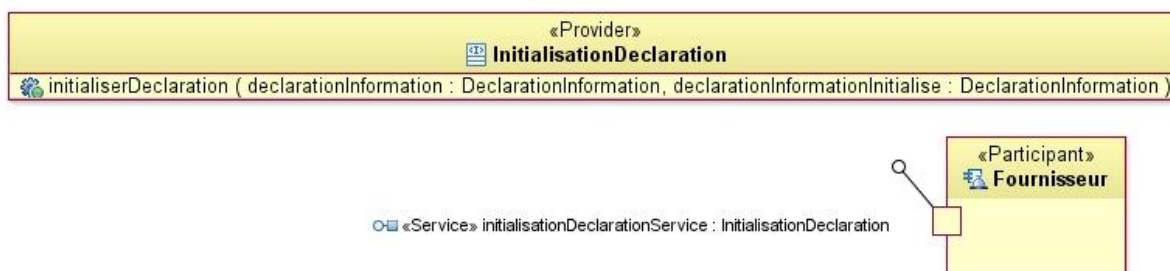 «Provider»
InitialisationDeclaration
initialiserDeclaration ( declarationInformation : DeclarationInformation, declarationInformationInitialise : DeclarationInformation )
«Participant»
Fournisseur
«Service» initialisationDeclarationService : InitialisationDeclaration